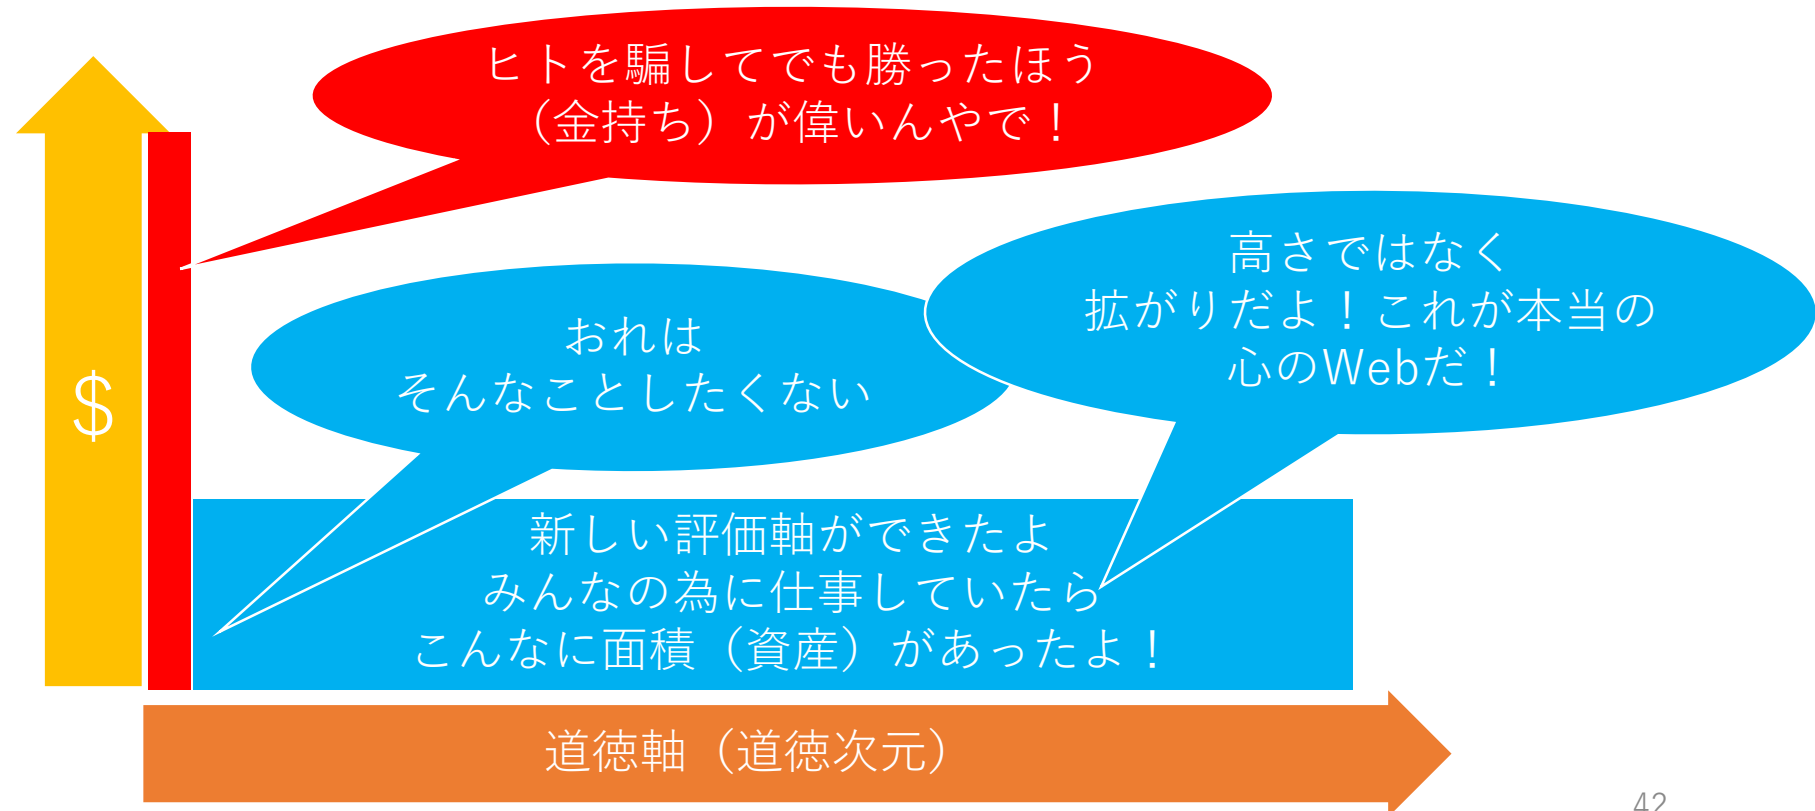 ヒトを騙してでも勝ったほう
（金持ち）が偉いんやで！
高さではなく
拡がりだよ！これが本当の
心のWebだ！
おれは
そんなことしたくない
$
新しい評価軸ができたよ
みんなの為に仕事していたら
こんなに面積（資産）があったよ！
道徳軸（道徳次元）
42